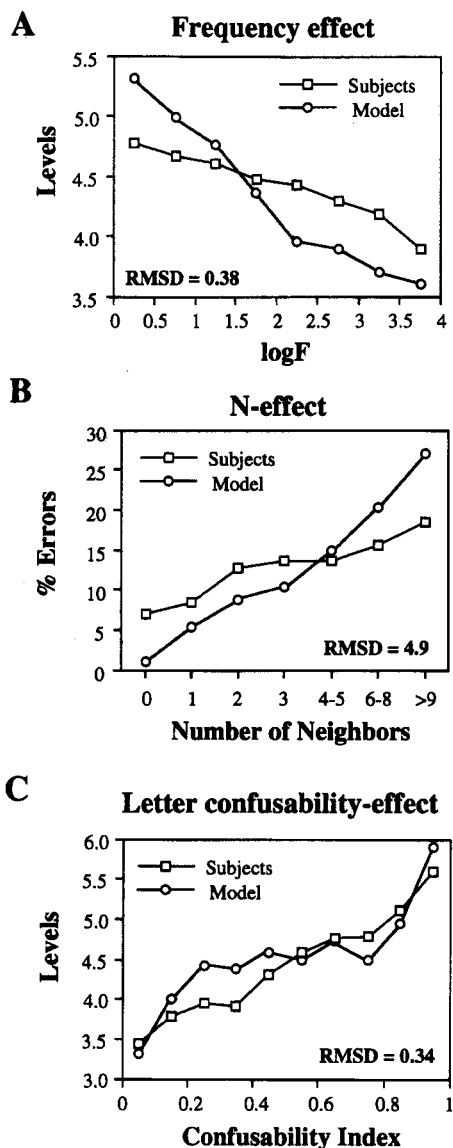 A
Frequency effect
5.5
5.0
4.5
4.0
3.5
Levels
Subjects
Model
RMSD = 0.38
0 0.5 1 1.5 2 2.5 3 3.5 4
logF
B
N-effect
30
25
20
15
10
5
0
% Errors
Subjects
Model
RMSD = 4.9
0 1 2 3 4-5 6-8 >9
Number of Neighbors
C
Letter confusability-effect
6.0
5.5
5.0
4.5
4.0
3.5
3.0
Levels
Subjects
Model
RMSD = 0.34
0 0.2 0.4 0.6 0.8 1
Confusability Index